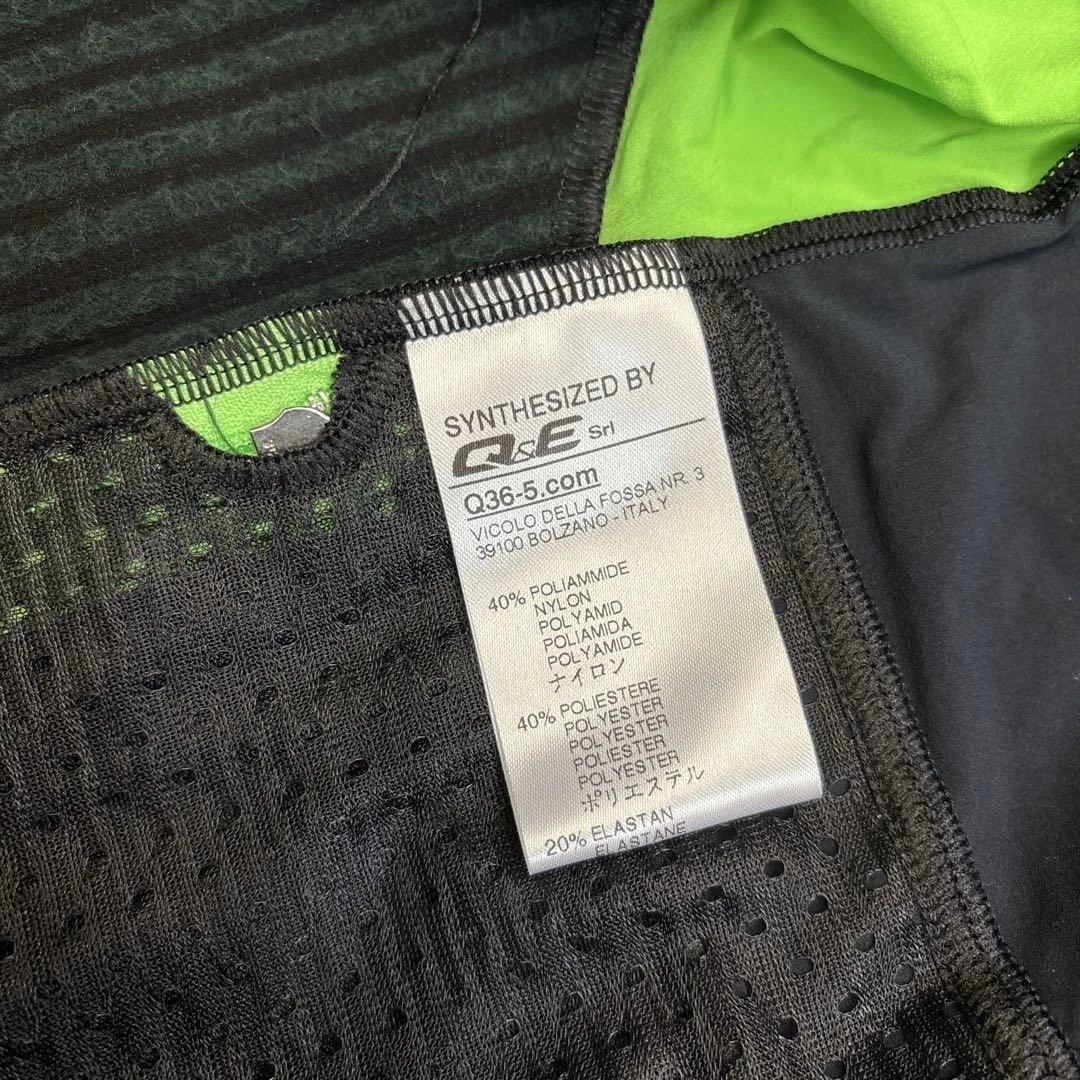 SYNTHESIZED BY
Q&E Srl
Q36-5.com
VICOLO DELLA FOSSA NR. 3
39100 BOLZANO - ITALY
40% POLIAMMIDE
NYLON
POLYAMID
POLIAMIDA
POLYAMIDE
ナイロン
40% POLIESTERE
POLYESTER
POLYESTER
POLIESTER
POLYESTER
ポリエステル
20% ELASTAN
ELASTANE